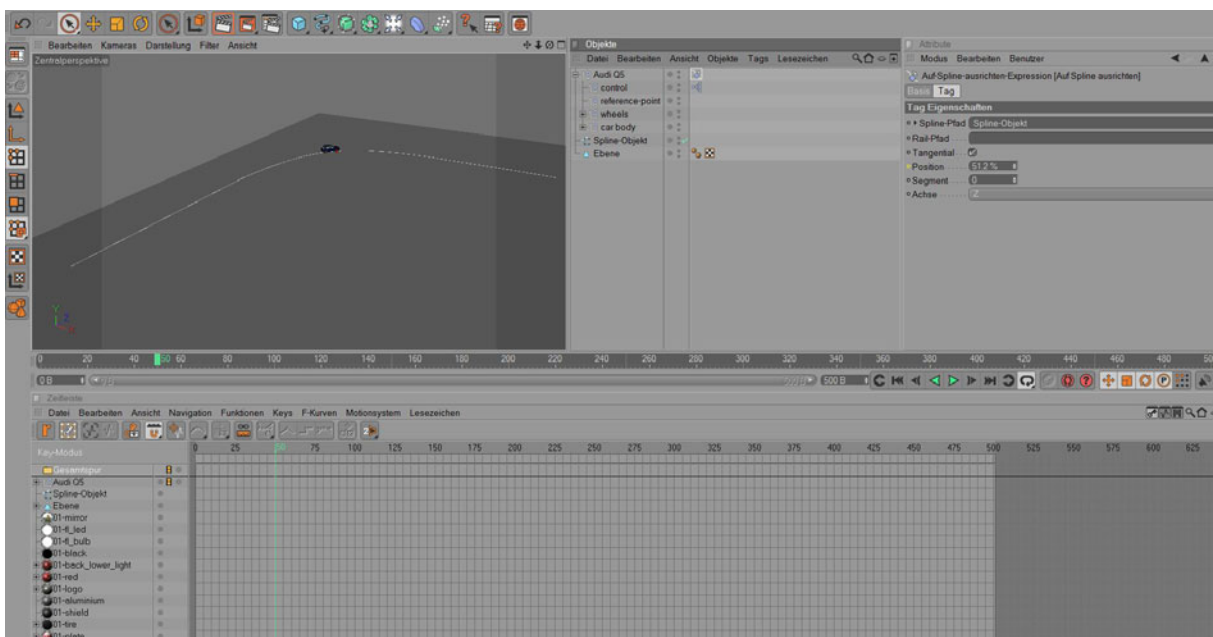 Bearbeiten Kameras Darstellung Filter Ansicht
Zentralperspektive
Objekte
Datei Bearbeiten Ansicht Objekte Tags Lesezeichen
Audi Q5
control
reference-point
wheels
car body
Spline-Objekt
Ebene
Attribute
Modus Bearbeiten Benutzer
Auf-Spline-ausrichten-Expression [Auf Spline ausrichten]
Basis Tag
Tag Eigenschaften
Spline-Pfad Spline-Objekt
Rail-Pfad
Tangential
Position 51.2 %
Segment 0
Achse Z
0 20 40 50 60 80 100 120 140 160 180 200 220 240 260 280 300 320 340 360 380 400 420 440 460 480
0 B 500 B
Zeitleiste
Datei Bearbeiten Ansicht Navigation Funktionen Keys F-Kurven Motionsystem Lesezeichen
Key-Modus
0 25 50 75 100 125 150 175 200 225 250 275 300 325 350 375 400 425 450 475 500 525 550 575 600 625
Gesamtspur
Audi Q5
Spline-Objekt
Ebene
01-mirror
01-fl_led
01-fl_bulb
01-black
01-back_lower_light
01-red
01-logo
01-aluminium
01-shield
01-tire
01-plate